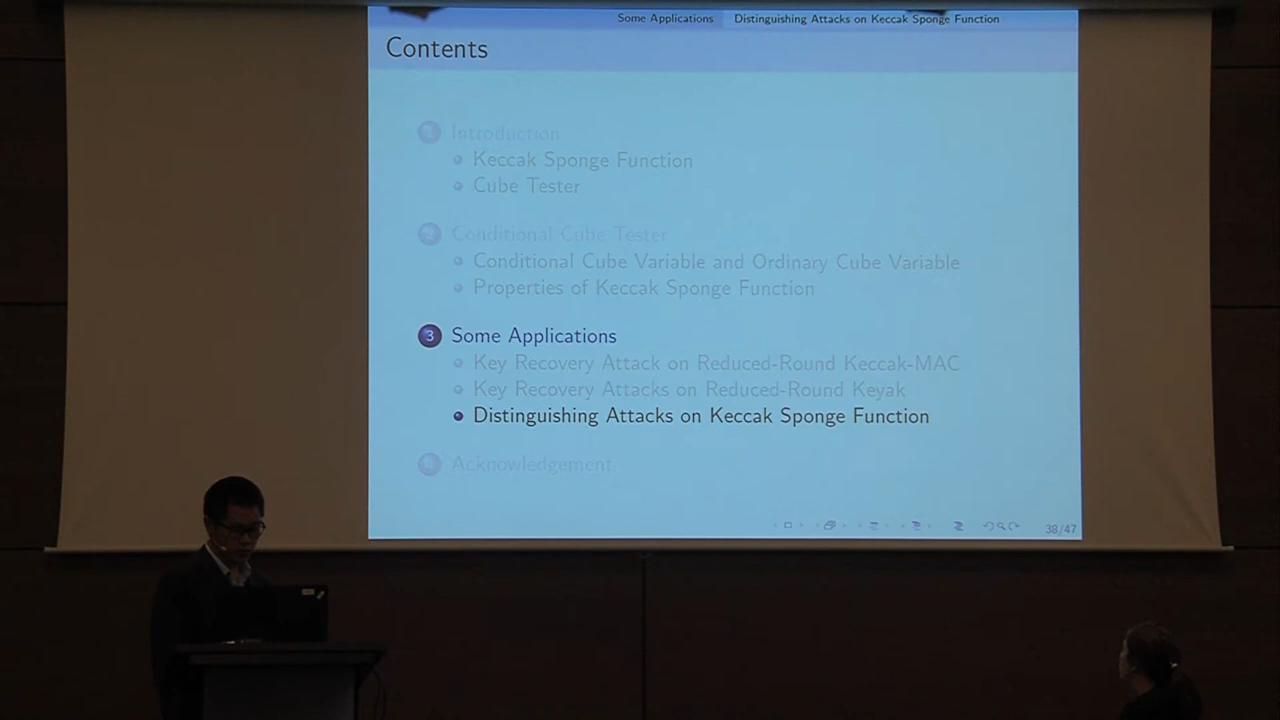 Some Applications Distinguishing Attacks on Keccak Sponge Function
Contents
1 Introduction
Keccak Sponge Function
Cube Tester
2 Conditional Cube Tester
Conditional Cube Variable and Ordinary Cube Variable
Properties of Keccak Sponge Function
3 Some Applications
Key Recovery Attack on Reduced-Round Keccak-MAC
Key Recovery Attacks on Reduced-Round Keyak
Distinguishing Attacks on Keccak Sponge Function
4 Acknowledgement
38/47